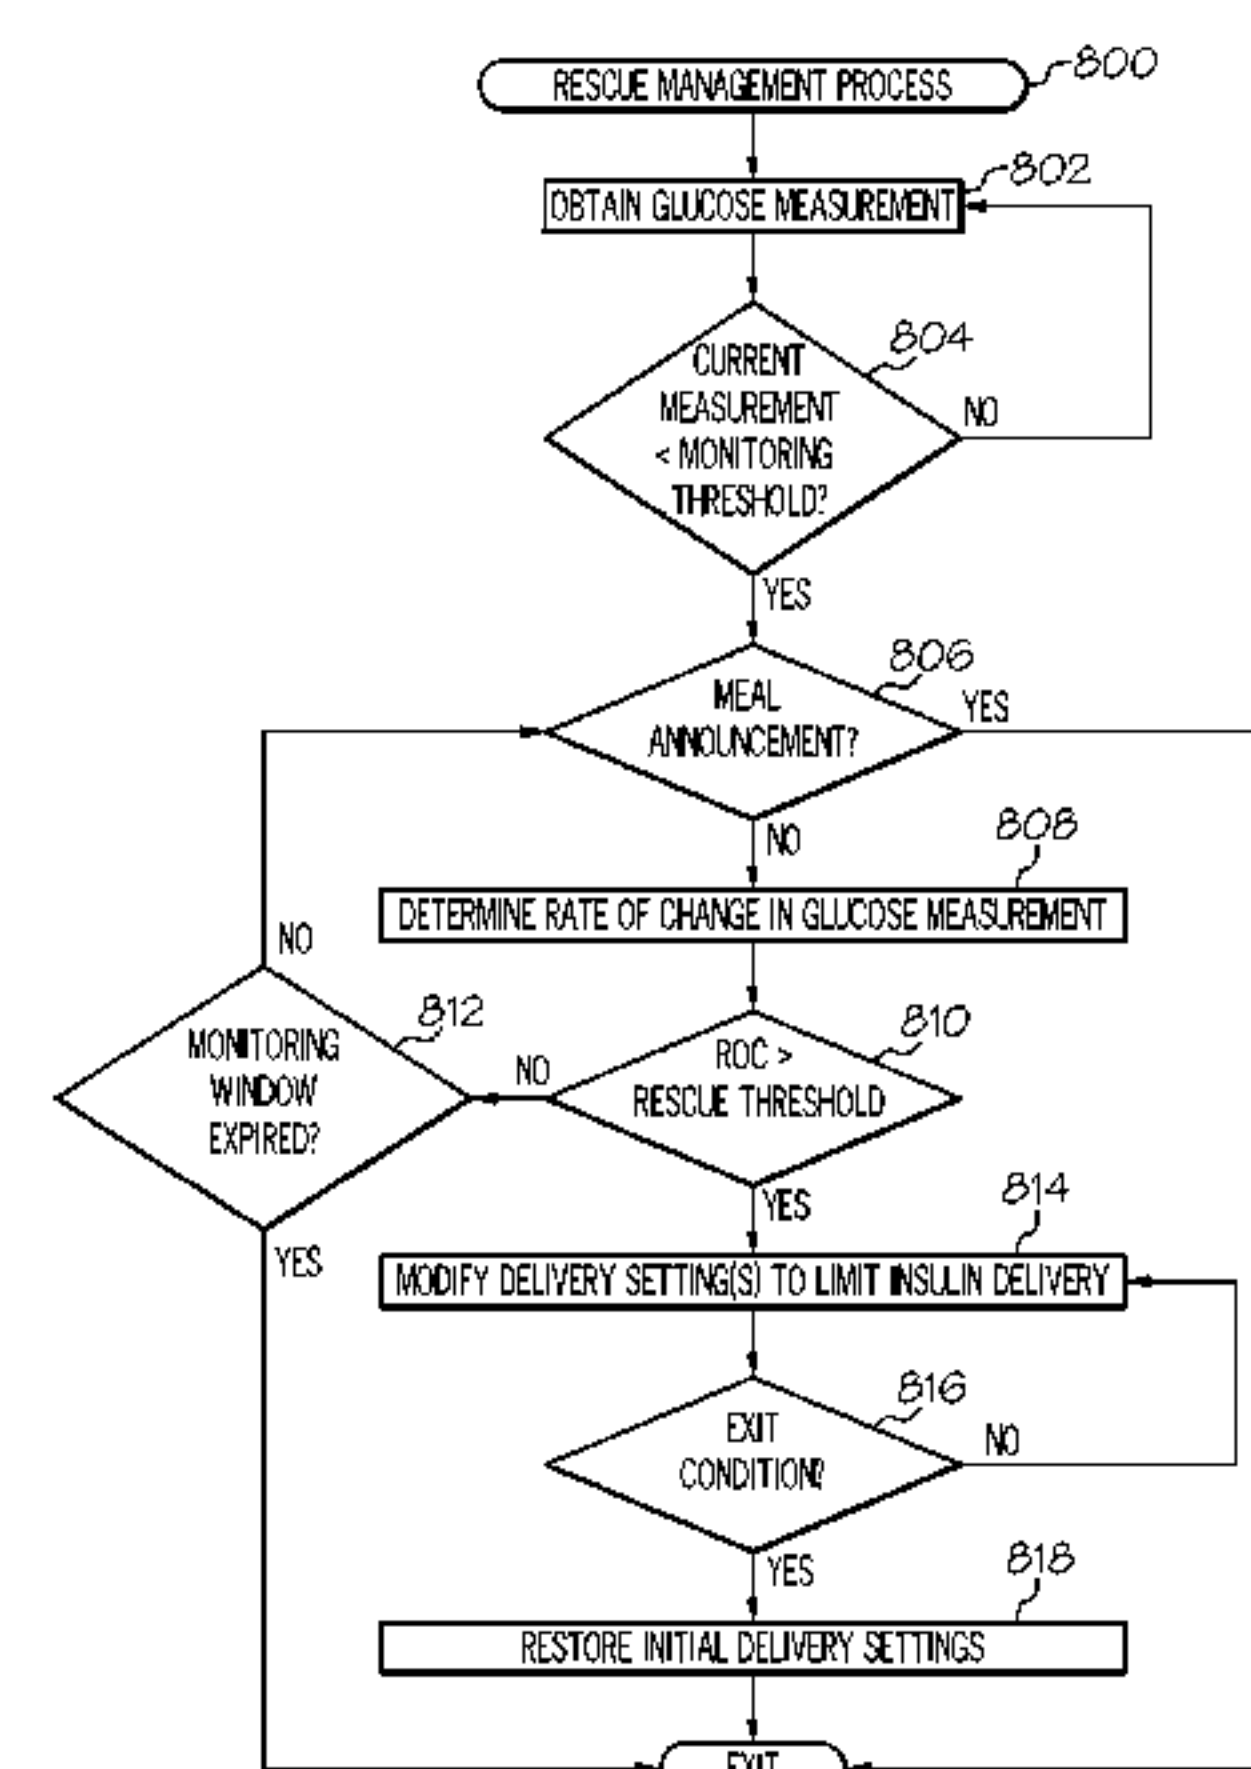 RESCUE MANAGEMENT PROCESS
800
802
OBTAIN GLUCOSE MEASUREMENT
804
CURRENT
MEASUREMENT
< MONITORING
THRESHOLD?
NO
YES
806
MEAL
ANNOUNCEMENT?
YES
NO
808
DETERMINE RATE OF CHANGE IN GLUCOSE MEASUREMENT
NO
812
MONITORING
WINDOW
EXPIRED?
NO
810
ROC >
RESCUE THRESHOLD
YES
YES
814
MODIFY DELIVERY SETTING(S) TO LIMIT INSULIN DELIVERY
816
EXIT
CONDITION?
NO
YES
818
RESTORE INITIAL DELIVERY SETTINGS
EXIT